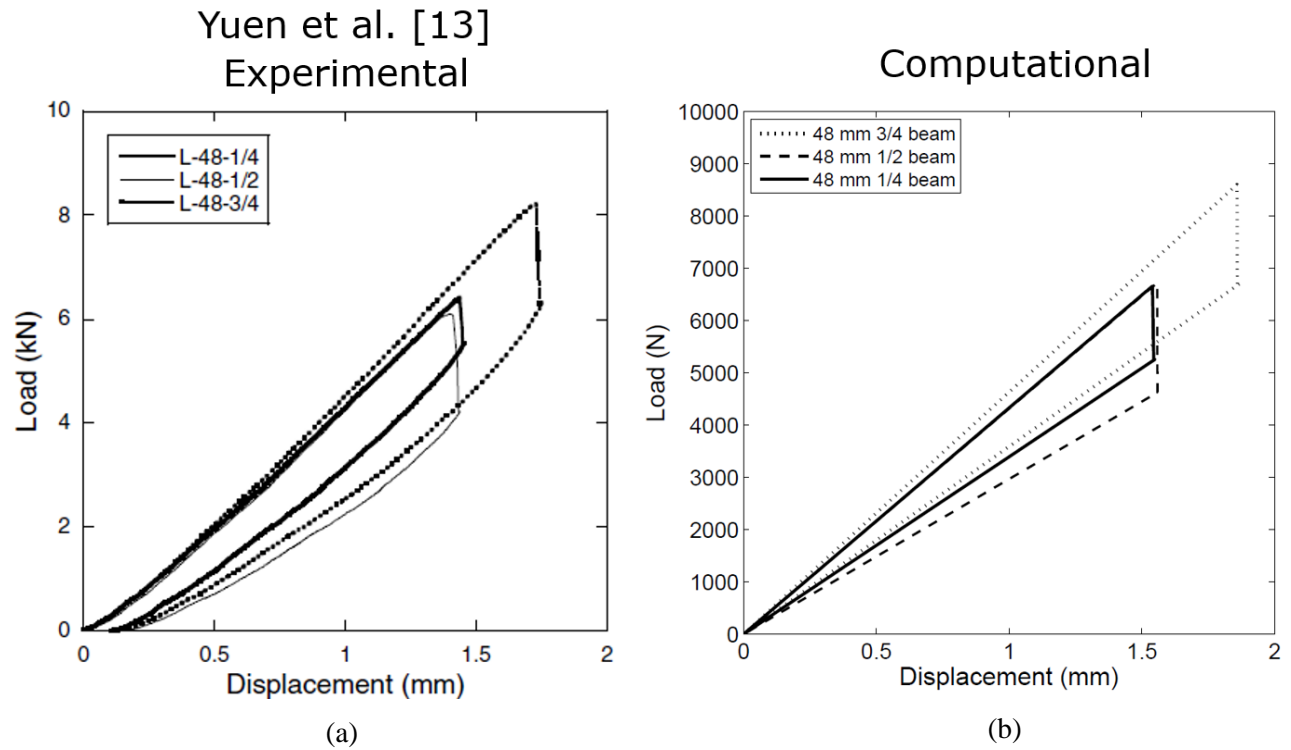 Yuen et al. [13]
Experimental
10
8
6
4
2
0
Load (kN)
L-48-1/4
L-48-1/2
L-48-3/4
0 0.5 1 1.5 2
Displacement (mm)
(a)
Computational
10000
9000
8000
7000
6000
5000
4000
3000
2000
1000
0
Load (N)
48 mm 3/4 beam
48 mm 1/2 beam
48 mm 1/4 beam
0 0.5 1 1.5 2
Displacement (mm)
(b)